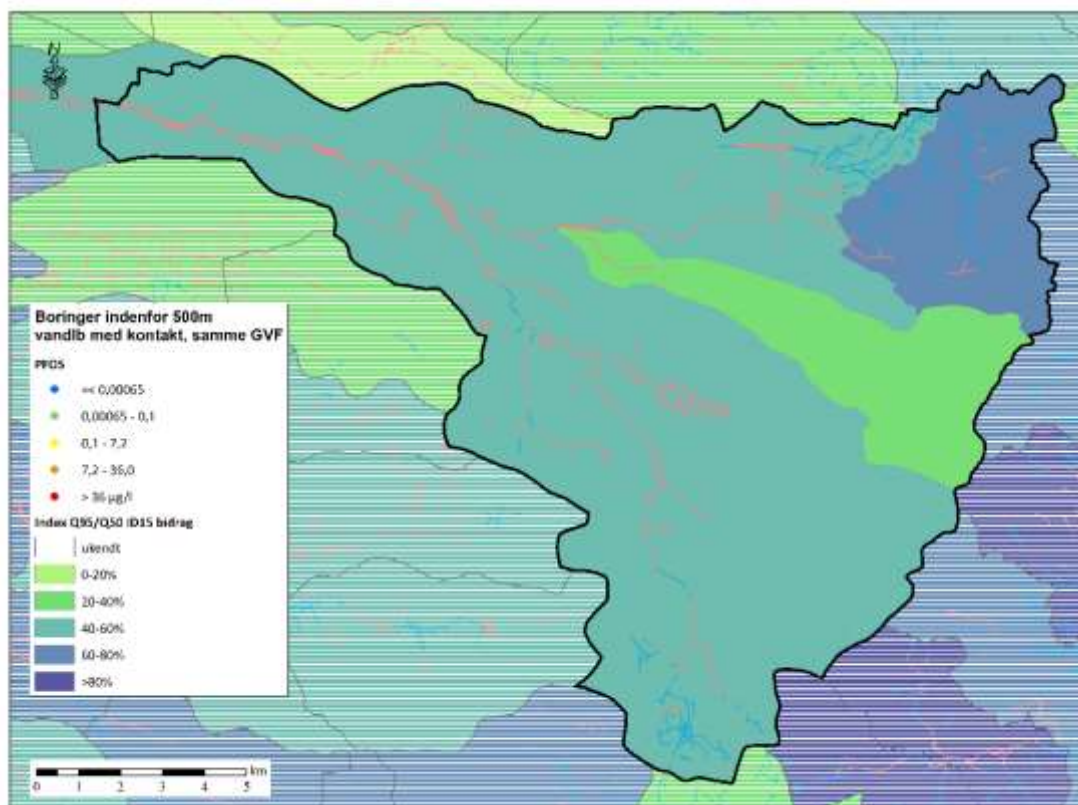 N
Boringer indenfor 500m
vandlb med kontakt, samme GVF
PFOS
=< 0,00065
0,00065 - 0,1
0,1 - 7,2
7,2 - 36,0
> 36 µg/l
Index Q95/Q50 ID15 bidrag
ukendt
0-20%
20-40%
40-60%
60-80%
>80%
km
0 1 2 3 4 5